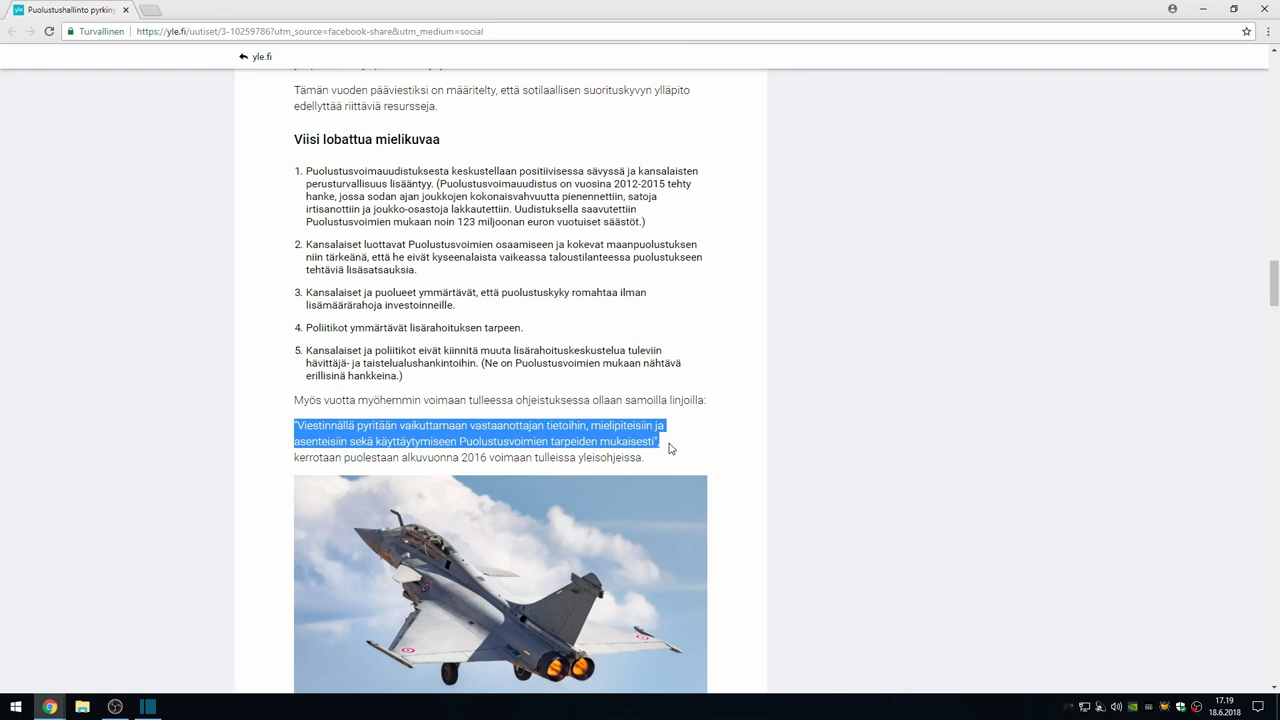 Puolustushallinto pyrkiny
Turvallinen
https://yle.fi/uutiset/3-10259786?utm_source=facebook-share&utm_medium=social
yle.fi
Tämän vuoden pääviestiksi on määritelty, että sotilaallisen suorituskyvyn ylläpito
edellyttää riittäviä resursseja.
Viisi lobattua mielikuvaa
1. Puolustusvoimauudistuksesta keskustellaan positiivisessa sävyssä ja kansalaisten
perusturvallisuus lisääntyy. (Puolustusvoimauudistus on vuosina 2012-2015 tehty
hanke, jossa sodan ajan joukkojen kokonaisvahvuutta pienennettiin, satoja
irtisanottiin ja joukko-osastoja lakkautettiin. Uudistuksella saavutettiin
Puolustusvoimien mukaan noin 123 miljoonan euron vuotuiset säästöt.)
2. Kansalaiset luottavat Puolustusvoimien osaamiseen ja kokevat maanpuolustuksen
niin tärkeänä, että he eivät kyseenalaista vaikeassa taloustilanteessa puolustukseen
tehtäviä lisäsatsauksia.
3. Kansalaiset ja puolueet ymmärtävät, että puolustuskyky romahtaa ilman
lisämäärärahoja investoinneille.
4. Poliitikot ymmärtävät lisärahoituksen tarpeen.
5. Kansalaiset ja poliitikot eivät kiinnitä muuta lisärahoituskeskustelua tuleviin
hävittäjä- ja taistelualushankintoihin. (Ne on Puolustusvoimien mukaan nähtävä
erillisinä hankkeina.)
Myös vuotta myöhemmin voimaan tulleessa ohjeistuksessa ollaan samoilla linjoilla:
"Viestinnällä pyritään vaikuttamaan vastaanottajan tietoihin, mielipiteisiin ja
asenteisiin sekä käyttäytymiseen Puolustusvoimien tarpeiden mukaisesti",
kerrotaan puolestaan alkuvuonna 2016 voimaan tulleissa yleisohjeissa.
17.19
18.6.2018